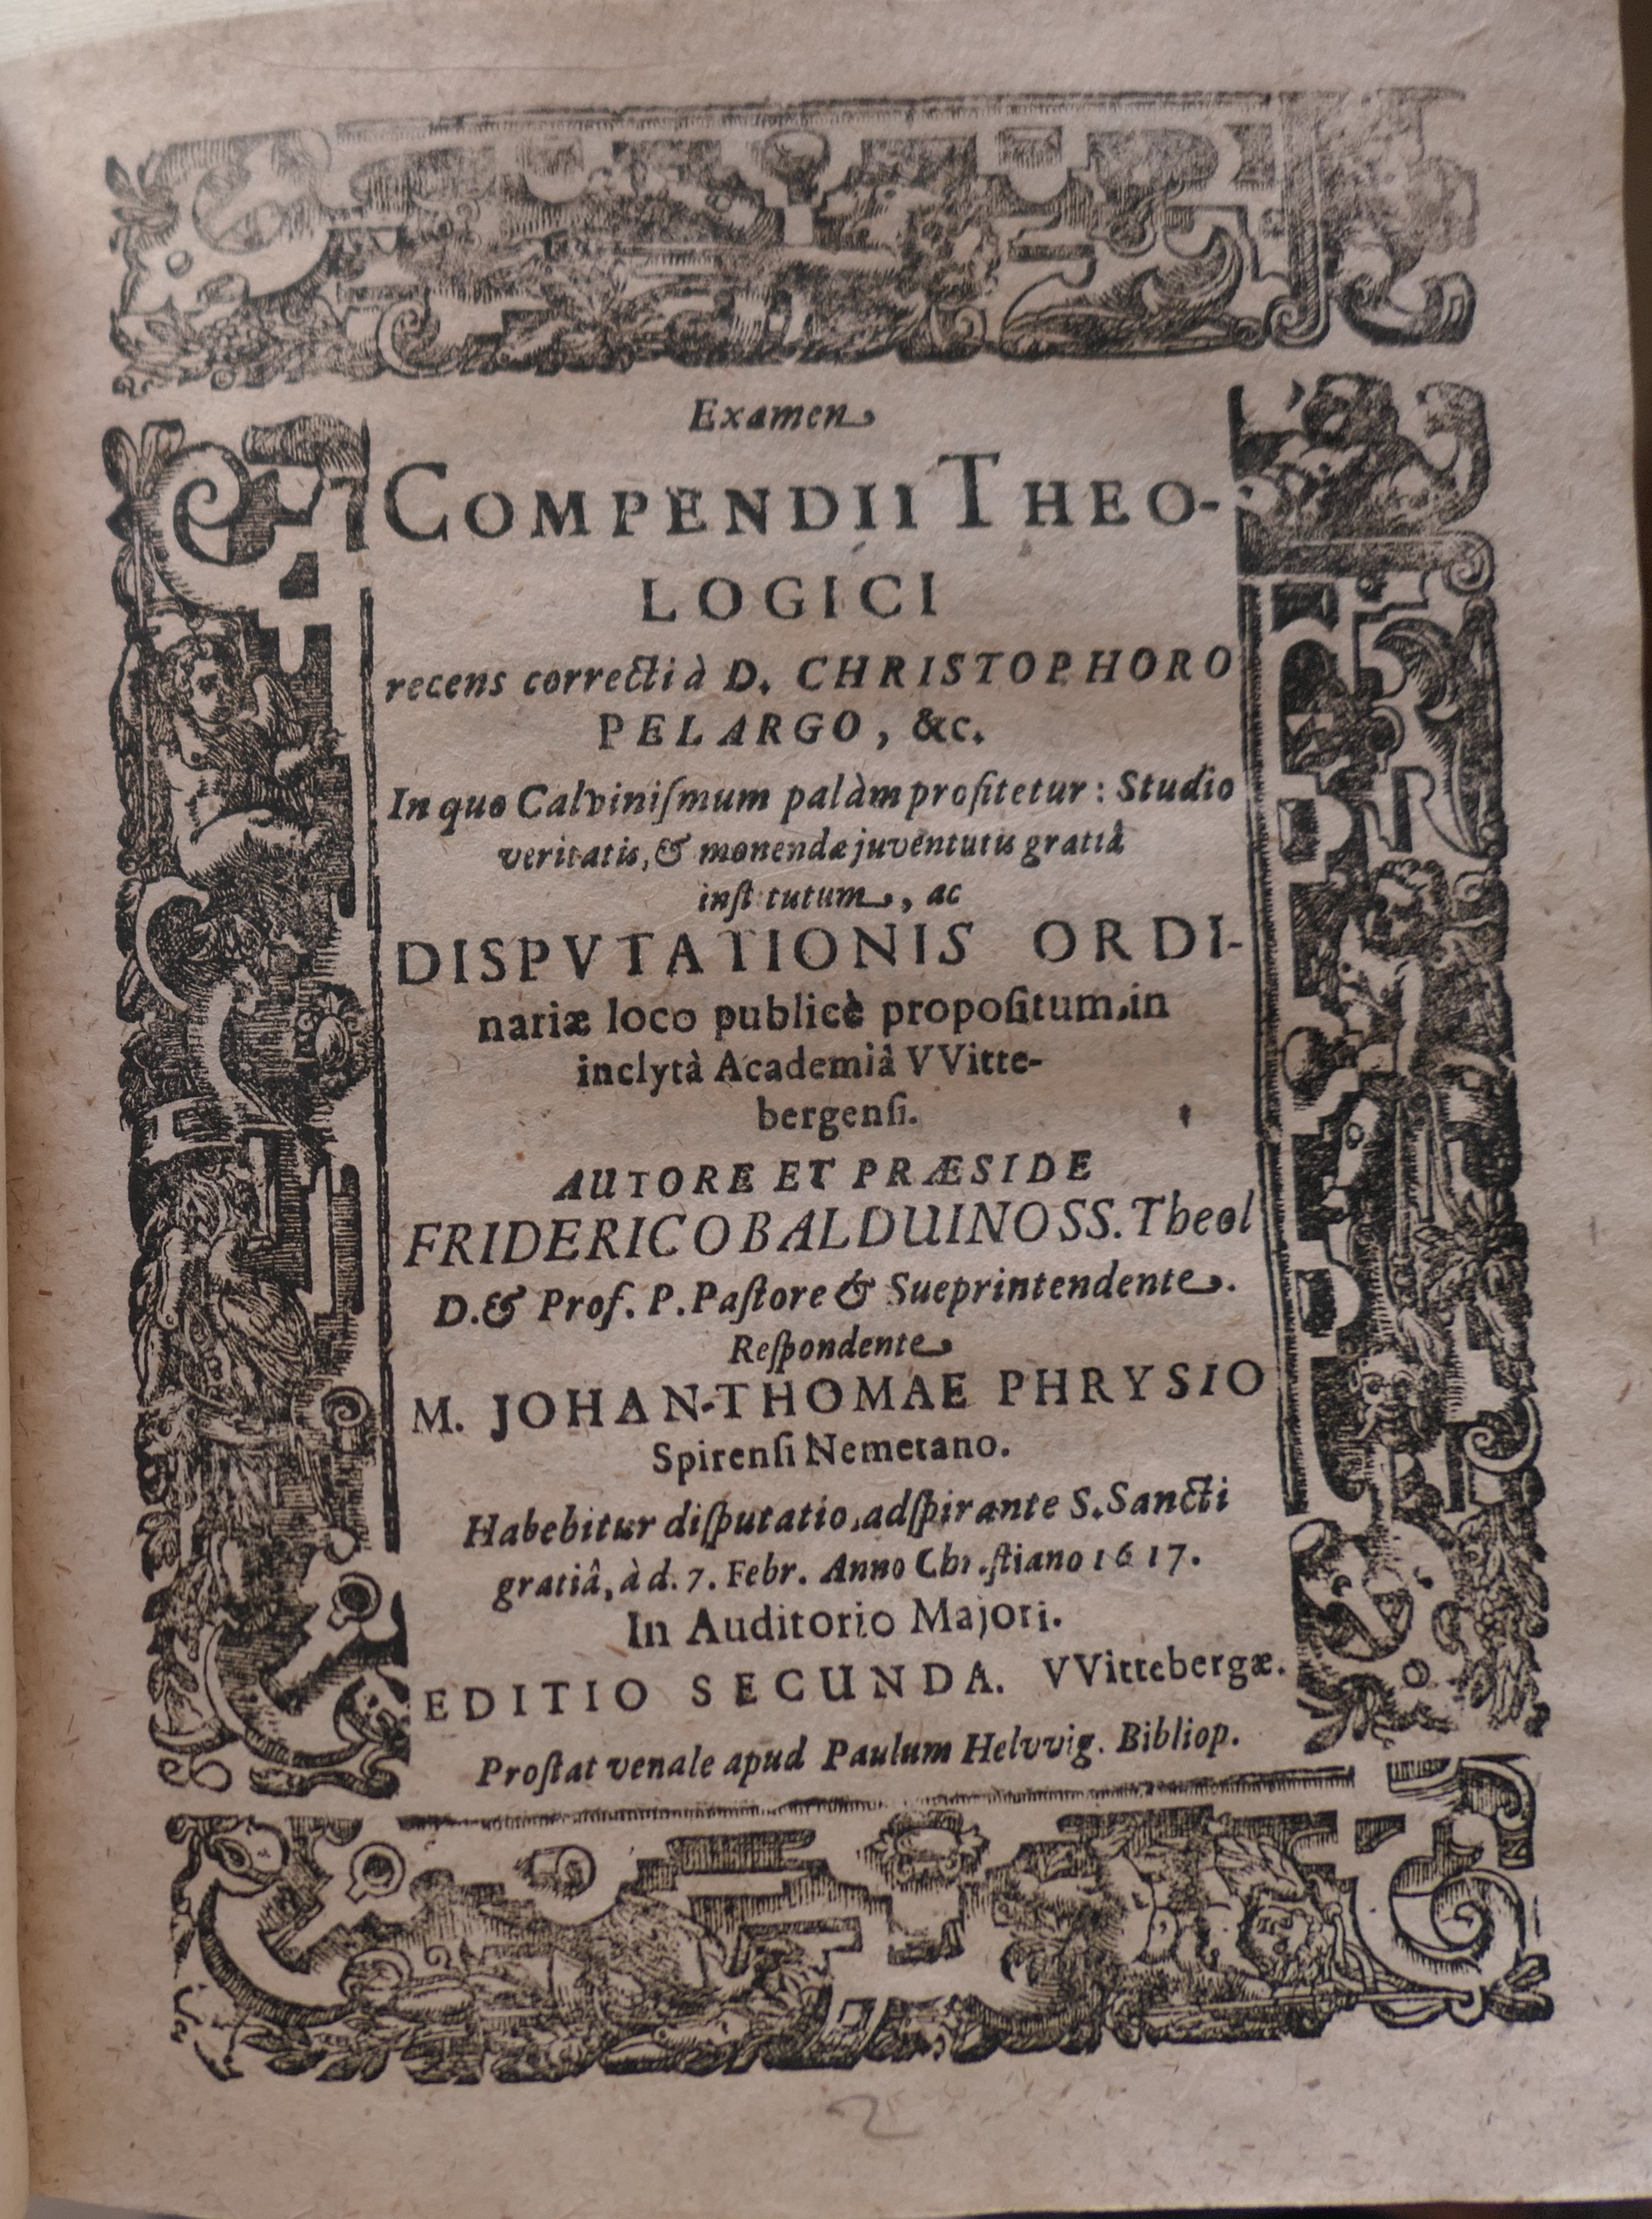 Examen
COMPENDII THEO-
LOGICI
recens correcti à D. CHRISTOPHORO
PELARGO, &c.
In quo Calvinismum palàm profitetur: Studio
veritatis, & monendæ juventutis gratiâ
inst tutum, ac
DISPVTATIONIS ORDI-
nariæ loco publicè propositum, in
inclytâ Academiâ VVitte-
bergensi.
AUTORE ET PRÆSIDE
FRIDERICO BALDUINO SS. Theol
D. & Prof. P. Pastore & Sueprintendente.
Respondente
M. JOHAN-THOMAE PHRYSIO
Spirensi Nemetano.
Habebitur disputatio, adspirante S. Sancti
gratiâ, à d. 7. Febr. Anno Christiano 1617.
In Auditorio Majori.
EDITIO SECUNDA. VVittebergæ.
Prostat venale apud Paulum Helvvig. Bibliop.
2